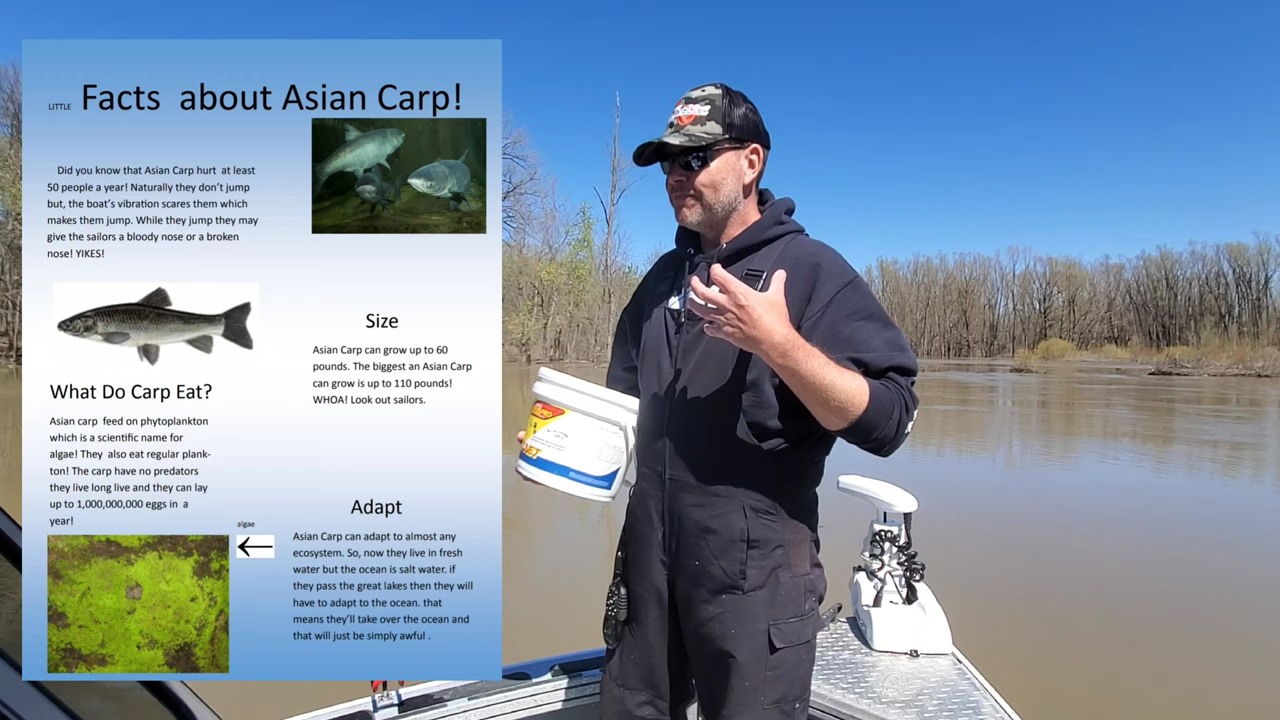 LITTLE Facts about Asian Carp!
Did you know that Asian Carp hurt at least
50 people a year! Naturally they don't jump
but, the boat's vibration scares them which
makes them jump. While they jump they may
give the sailors a bloody nose or a broken
nose! YIKES!
Size
Asian Carp can grow up to 60
pounds. The biggest an Asian Carp
can grow is up to 110 pounds!
WHOA! Look out sailors.
What Do Carp Eat?
Asian carp feed on phytoplankton
which is a scientific name for
algae! They also eat regular plank-
ton! The carp have no predators
they live long live and they can lay
up to 1,000,000,000 eggs in a
year!
algae
Adapt
Asian Carp can adapt to almost any
ecosystem. So, now they live in fresh
water but the ocean is salt water. if
they pass the great lakes then they will
have to adapt to the ocean. that
means they'll take over the ocean and
that will just be simply awful .